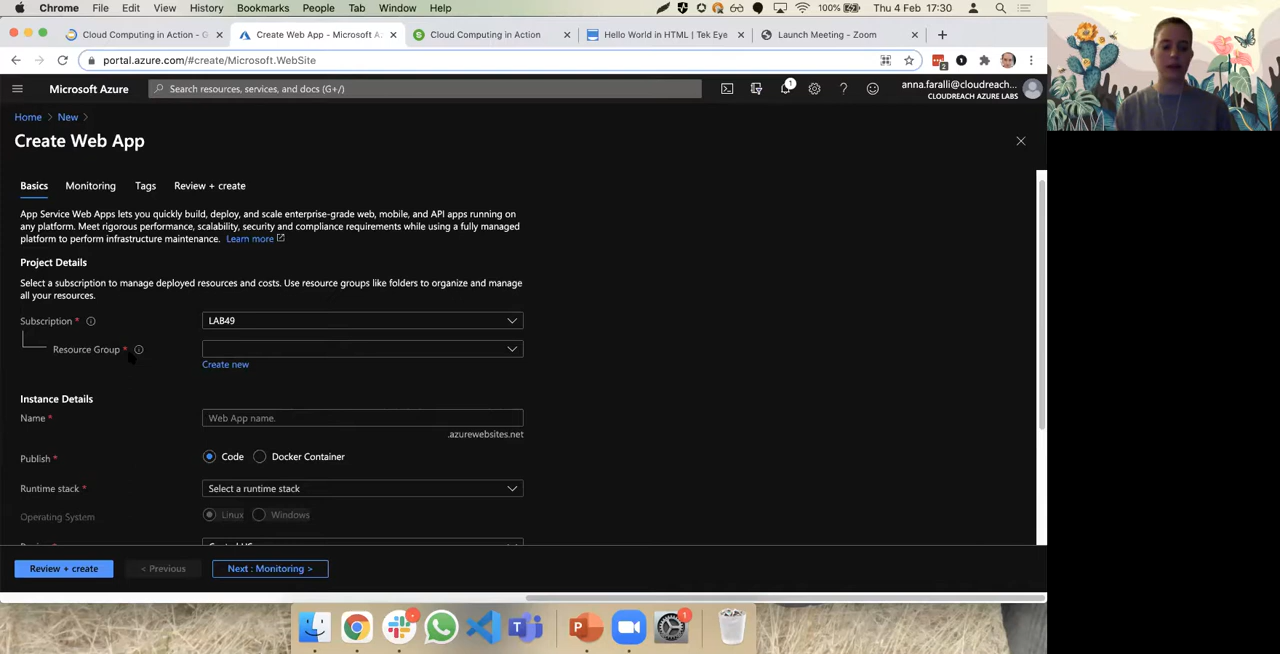 Chrome File Edit View History Bookmarks People Tab Window Help 100% Thu 4 Feb 17:30
Cloud Computing in Action - G Create Web App - Microsoft A Cloud Computing in Action Hello World in HTML | Tek Eye Launch Meeting - Zoom
portal.azure.com/#create/Microsoft.WebSite 2
Microsoft Azure Search resources, services, and docs (G+/) 1 anna.faralli@cloudreach...
CLOUDREACH AZURE LABS
Home > New >
Create Web App
Basics Monitoring Tags Review + create
App Service Web Apps lets you quickly build, deploy, and scale enterprise-grade web, mobile, and API apps running on
any platform. Meet rigorous performance, scalability, security and compliance requirements while using a fully managed
platform to perform infrastructure maintenance. Learn more
Project Details
Select a subscription to manage deployed resources and costs. Use resource groups like folders to organize and manage
all your resources.
Subscription * LAB49
Resource Group *
Create new
Instance Details
Name * Web App name.
.azurewebsites.net
Publish * Code Docker Container
Runtime stack * Select a runtime stack
Operating System Linux Windows
Review + create < Previous Next : Monitoring >
1